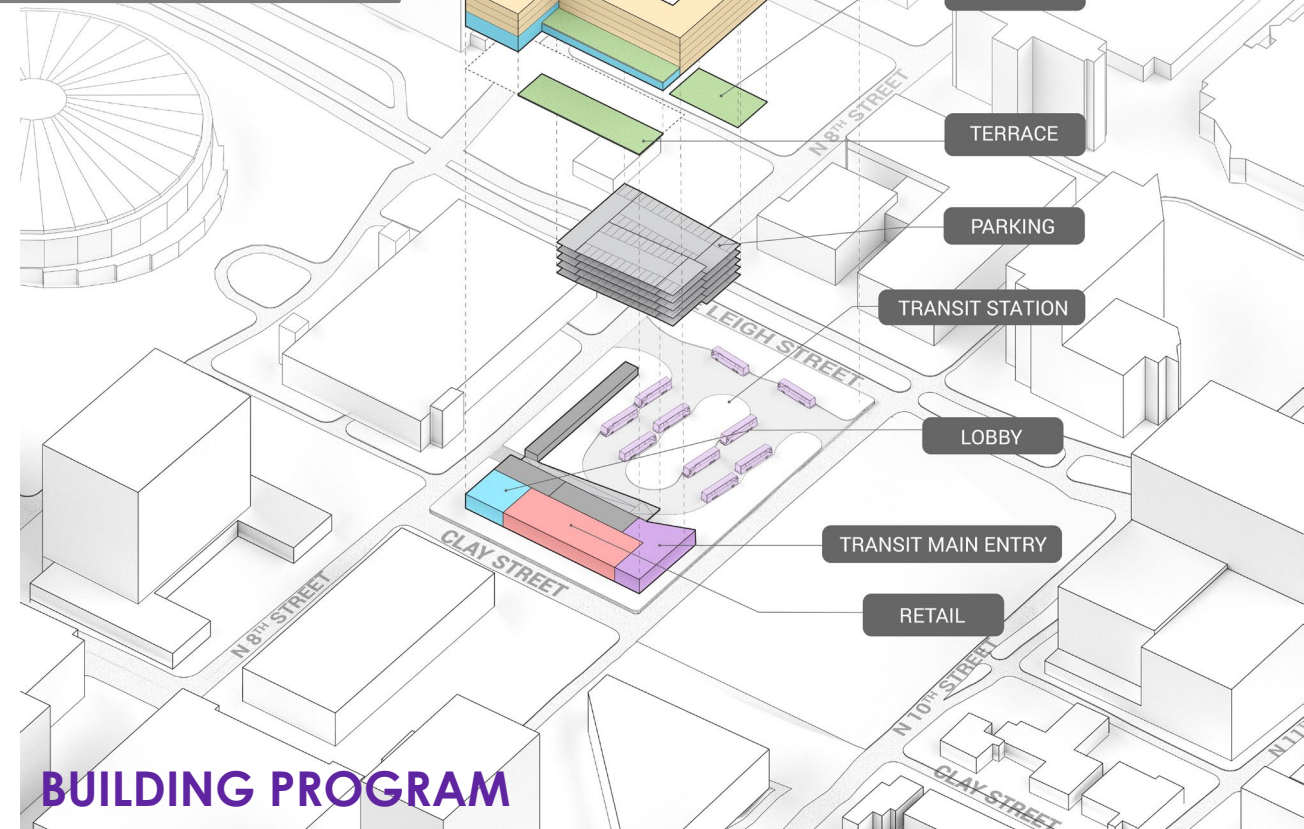 N 8TH STREET
TERRACE
PARKING
TRANSIT STATION
LEIGH STREET
LOBBY
TRANSIT MAIN ENTRY
CLAY STREET
N 8TH STREET
RETAIL
N 10TH STREET
N 11
CLAY STREET
BUILDING PROGRAM